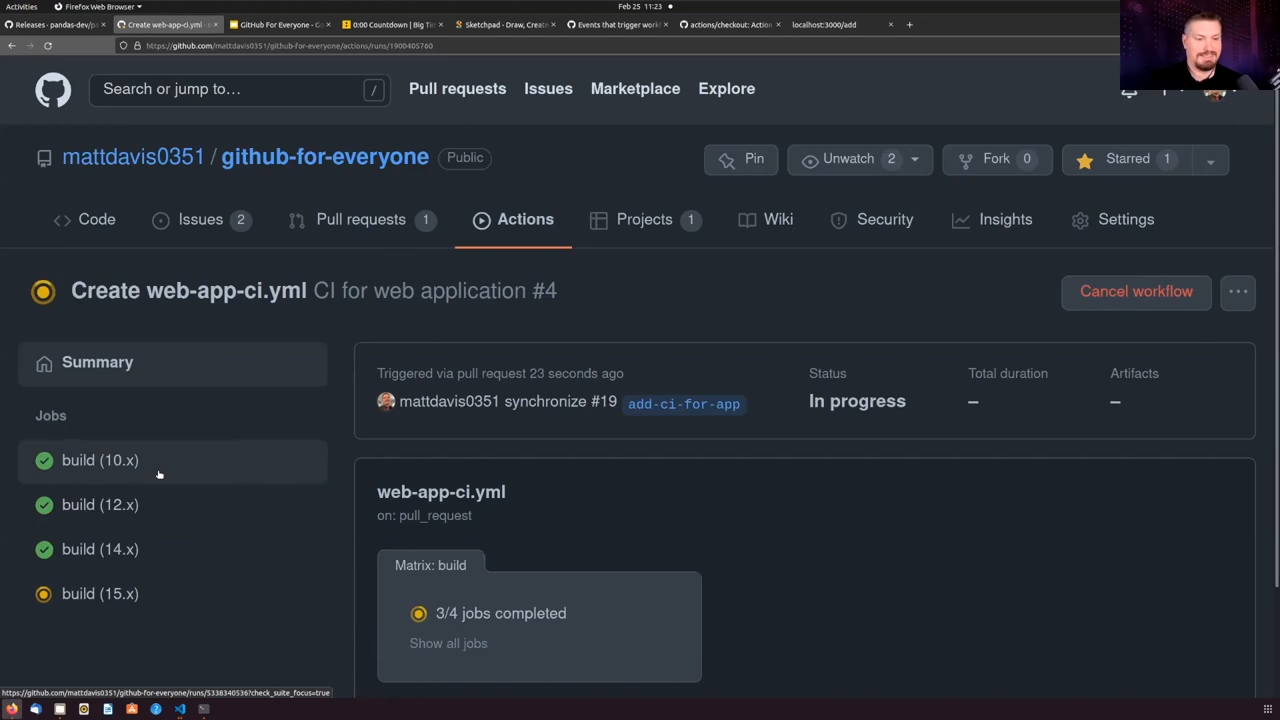 Activities
Firefox Web Browser
Feb 25 11:23
Releases · pandas-dev/pa
Create web-app-ci.yml ·
GitHub For Everyone - Go
0:00 Countdown | Big Tim
Sketchpad - Draw, Create
Events that trigger work
actions/checkout: Action
localhost:3000/add
https://github.com/mattdavis0351/github-for-everyone/actions/runs/1900405760
Search or jump to…
/
Pull requests
Issues
Marketplace
Explore
mattdavis0351 / github-for-everyone
Public
Pin
Unwatch 2
Fork 0
Starred 1
Code
Issues 2
Pull requests 1
Actions
Projects 1
Wiki
Security
Insights
Settings
Create web-app-ci.yml CI for web application #4
Cancel workflow
Summary
Jobs
build (10.x)
build (12.x)
build (14.x)
build (15.x)
Triggered via pull request 23 seconds ago
mattdavis0351 synchronize #19 add-ci-for-app
Status
In progress
Total duration
–
Artifacts
–
web-app-ci.yml
on: pull_request
Matrix: build
3/4 jobs completed
Show all jobs
https://github.com/mattdavis0351/github-for-everyone/runs/5338340536?check_suite_focus=true